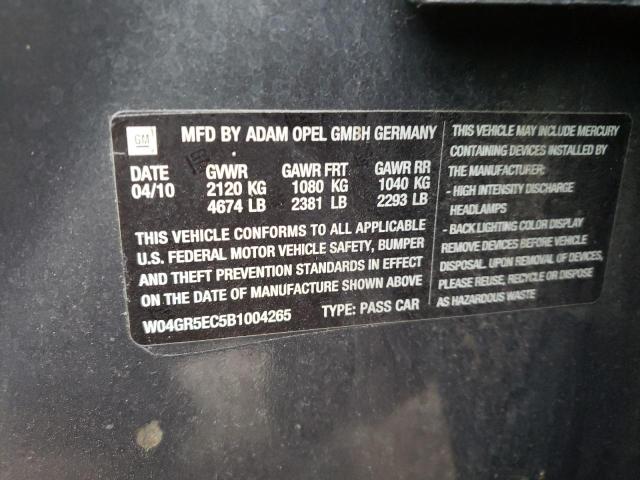 GM
MFD BY ADAM OPEL GMBH GERMANY
DATE GVWR GAWR FRT GAWR RR
04/10 2120 KG 1080 KG 1040 KG
4674 LB 2381 LB 2293 LB
THIS VEHICLE CONFORMS TO ALL APPLICABLE
U.S. FEDERAL MOTOR VEHICLE SAFETY, BUMPER
AND THEFT PREVENTION STANDARDS IN EFFECT
ON THE DATE OF MANUFACTURE SHOWN ABOVE
W04GR5EC5B1004265 TYPE: PASS CAR
THIS VEHICLE MAY INCLUDE MERCURY
CONTAINING DEVICES INSTALLED BY
THE MANUFACTURER:
- HIGH INTENSITY DISCHARGE
HEADLAMPS
- BACK LIGHTING COLOR DISPLAY
REMOVE DEVICES BEFORE VEHICLE
DISPOSAL. UPON REMOVAL OF DEVICES,
PLEASE REUSE, RECYCLE OR DISPOSE
AS HAZARDOUS WASTE